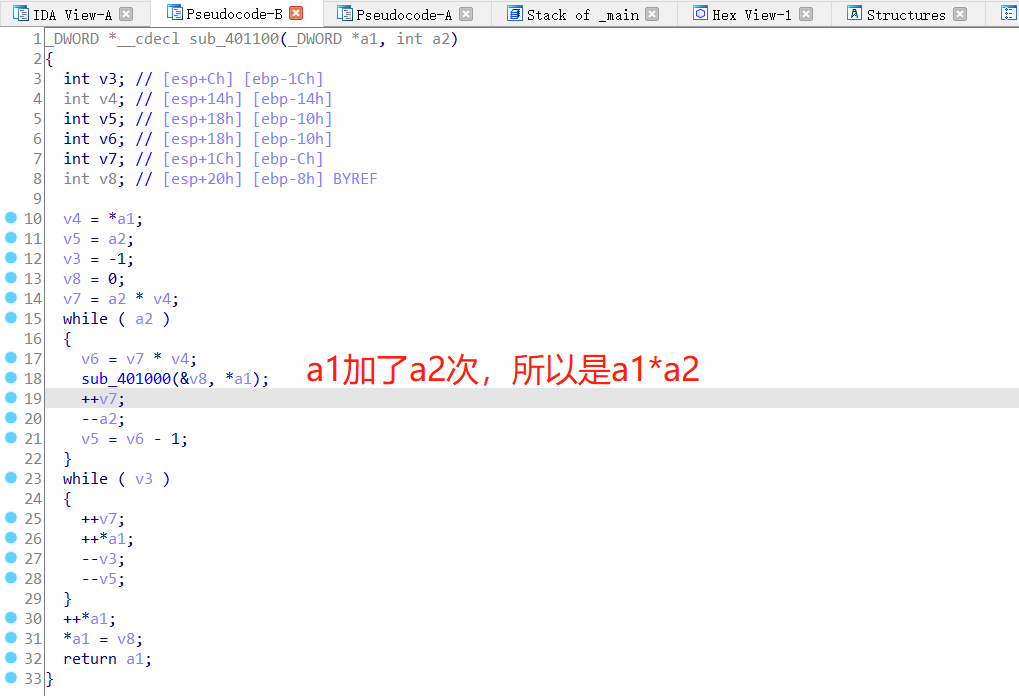 IDA View-A Pseudocode-B Pseudocode-A Stack of _main Hex View-1 Structures
1 _DWORD *__cdecl sub_401100(_DWORD *a1, int a2)
2 {
3 int v3; // [esp+Ch] [ebp-1Ch]
4 int v4; // [esp+14h] [ebp-14h]
5 int v5; // [esp+18h] [ebp-10h]
6 int v6; // [esp+18h] [ebp-10h]
7 int v7; // [esp+1Ch] [ebp-Ch]
8 int v8; // [esp+20h] [ebp-8h] BYREF
9
10 v4 = *a1;
11 v5 = a2;
12 v3 = -1;
13 v8 = 0;
14 v7 = a2 * v4;
15 while ( a2 )
16 {
17 v6 = v7 * v4;
18 sub_401000(&v8, *a1);
a1加了a2次，所以是a1*a2
19 ++v7;
20 --a2;
21 v5 = v6 - 1;
22 }
23 while ( v3 )
24 {
25 ++v7;
26 ++*a1;
27 --v3;
28 --v5;
29 }
30 ++*a1;
31 *a1 = v8;
32 return a1;
33 }